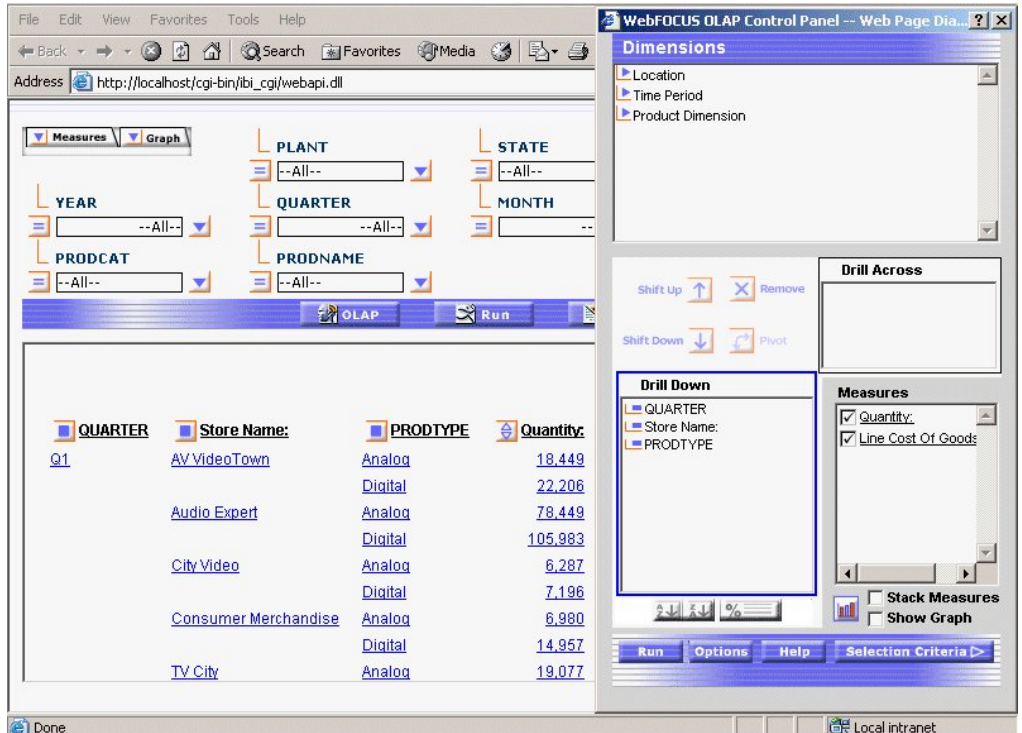 File Edit View Favorites Tools Help
Back Search Favorites Media
Address http://localhost/cgi-bin/ibi_cgi/webapi.dll
Measures Graph
PLANT STATE
--All-- --All--
YEAR QUARTER MONTH
--All-- --All-- --
PRODCAT PRODNAME
--All-- --All--
OLAP Run
QUARTER Store Name: PRODTYPE Quantity:
Q1 AV VideoTown Analog 18,449
Digital 22,206
Audio Expert Analog 78,449
Digital 105,983
City Video Analog 6,287
Digital 7,196
Consumer Merchandise Analog 6,980
Digital 14,957
TV City Analog 19,077
Done Local intranet
WebFOCUS OLAP Control Panel -- Web Page Dia...
Dimensions
Location
Time Period
Product Dimension
Shift Up Remove
Shift Down Pivot
Drill Across
Drill Down
QUARTER
Store Name:
PRODTYPE
Measures
Quantity:
Line Cost Of Goods
Stack Measures
Show Graph
Run Options Help Selection Criteria